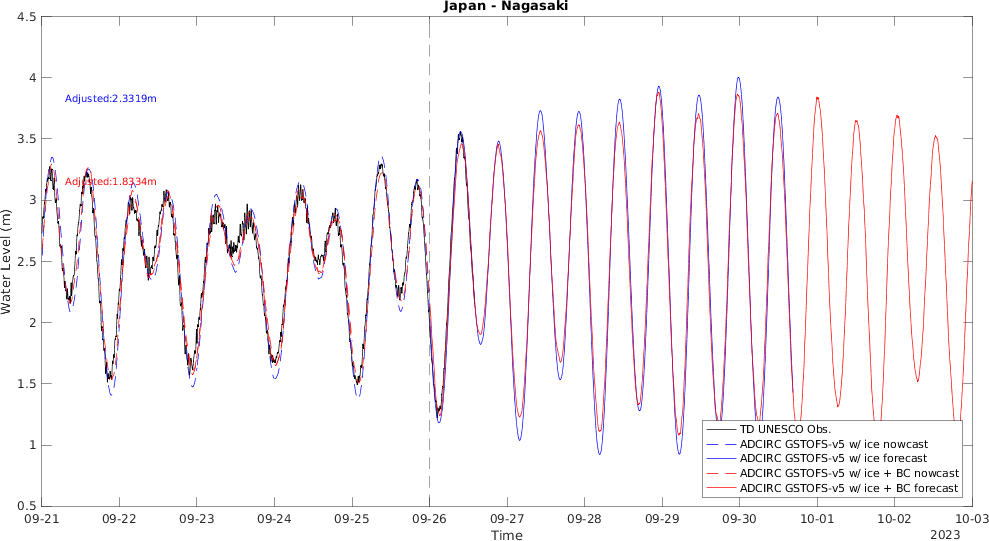 Japan - Nagasaki
4.5
4
3.5
3
2.5
2
1.5
1
0.5
Water Level (m)
Adjusted:2.3319m
Adjusted:1.8334m
TD UNESCO Obs.
ADCIRC GSTOFS-v5 w/ ice nowcast
ADCIRC GSTOFS-v5 w/ ice forecast
ADCIRC GSTOFS-v5 w/ ice + BC nowcast
ADCIRC GSTOFS-v5 w/ ice + BC forecast
09-21 09-22 09-23 09-24 09-25 09-26 09-27 09-28 09-29 09-30 10-01 10-02 10-03
Time
2023